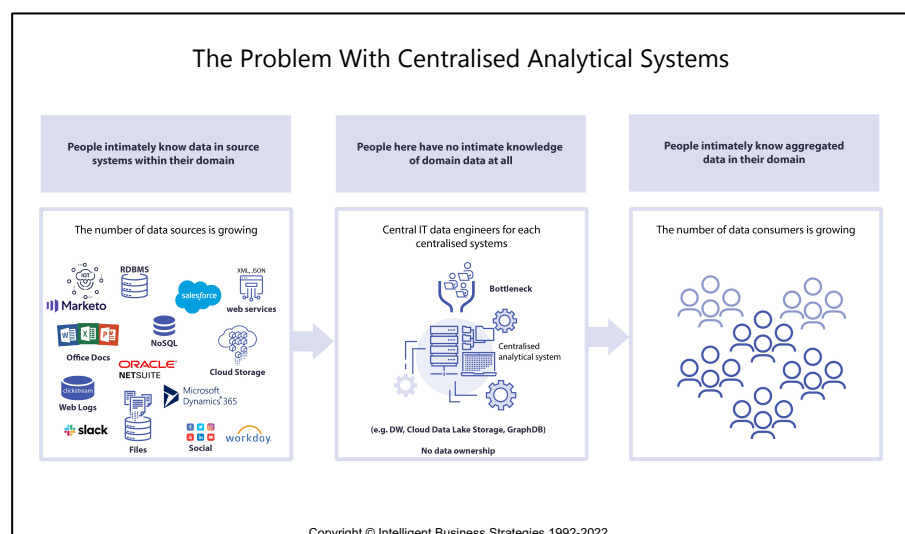 The Problem With Centralised Analytical Systems
People intimately know data in source
systems within their domain
People here have no intimate knowledge
of domain data at all
People intimately know aggregated
data in their domain
The number of data sources is growing
IOT
RDBMS
salesforce
XML, JSON
web services
Marketo
NoSQL
W
X
P
Office Docs
ORACLE
NETSUITE
Cloud Storage
clickstream
Web Logs
Microsoft
Dynamics 365
slack
Files
Social
workday.
Central IT data engineers for each
centralised systems
Bottleneck
Centralised
analytical system
(e.g. DW, Cloud Data Lake Storage, GraphDB)
No data ownership
The number of data consumers is growing
Copyright © Intelligent Business Strategies 1992-2022